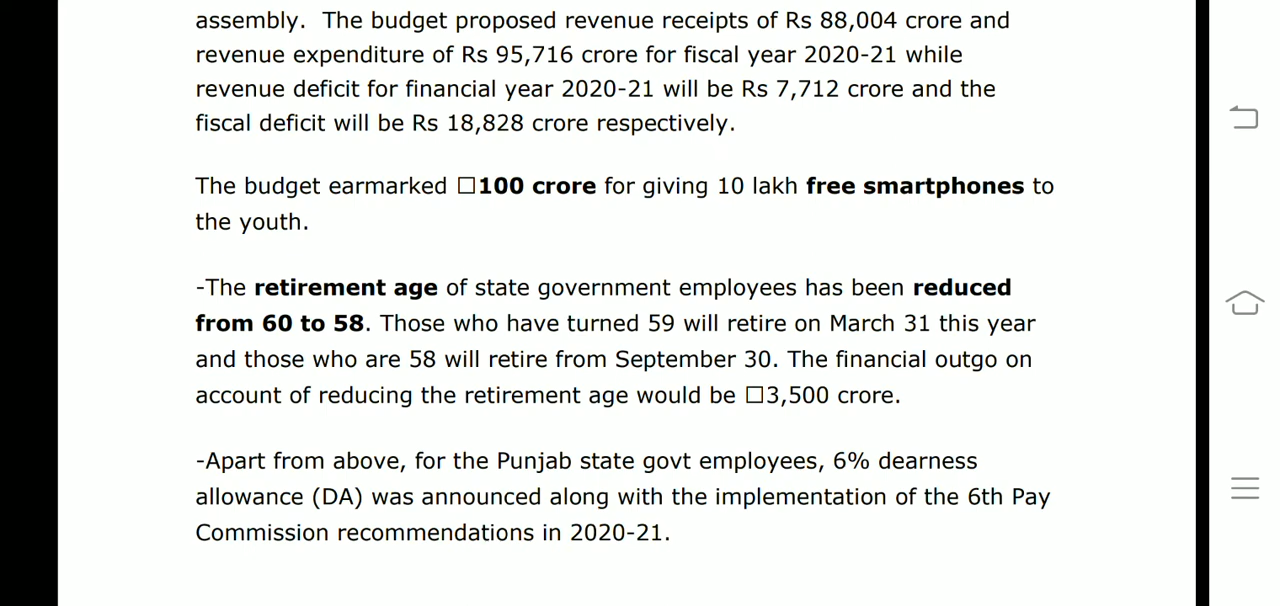 assembly.  The budget proposed revenue receipts of Rs 88,004 crore and
revenue expenditure of Rs 95,716 crore for fiscal year 2020-21 while
revenue deficit for financial year 2020-21 will be Rs 7,712 crore and the
fiscal deficit will be Rs 18,828 crore respectively.
The budget earmarked □100 crore for giving 10 lakh free smartphones to
the youth.
-The retirement age of state government employees has been reduced
from 60 to 58. Those who have turned 59 will retire on March 31 this year
and those who are 58 will retire from September 30. The financial outgo on
account of reducing the retirement age would be □3,500 crore.
-Apart from above, for the Punjab state govt employees, 6% dearness
allowance (DA) was announced along with the implementation of the 6th Pay
Commission recommendations in 2020-21.